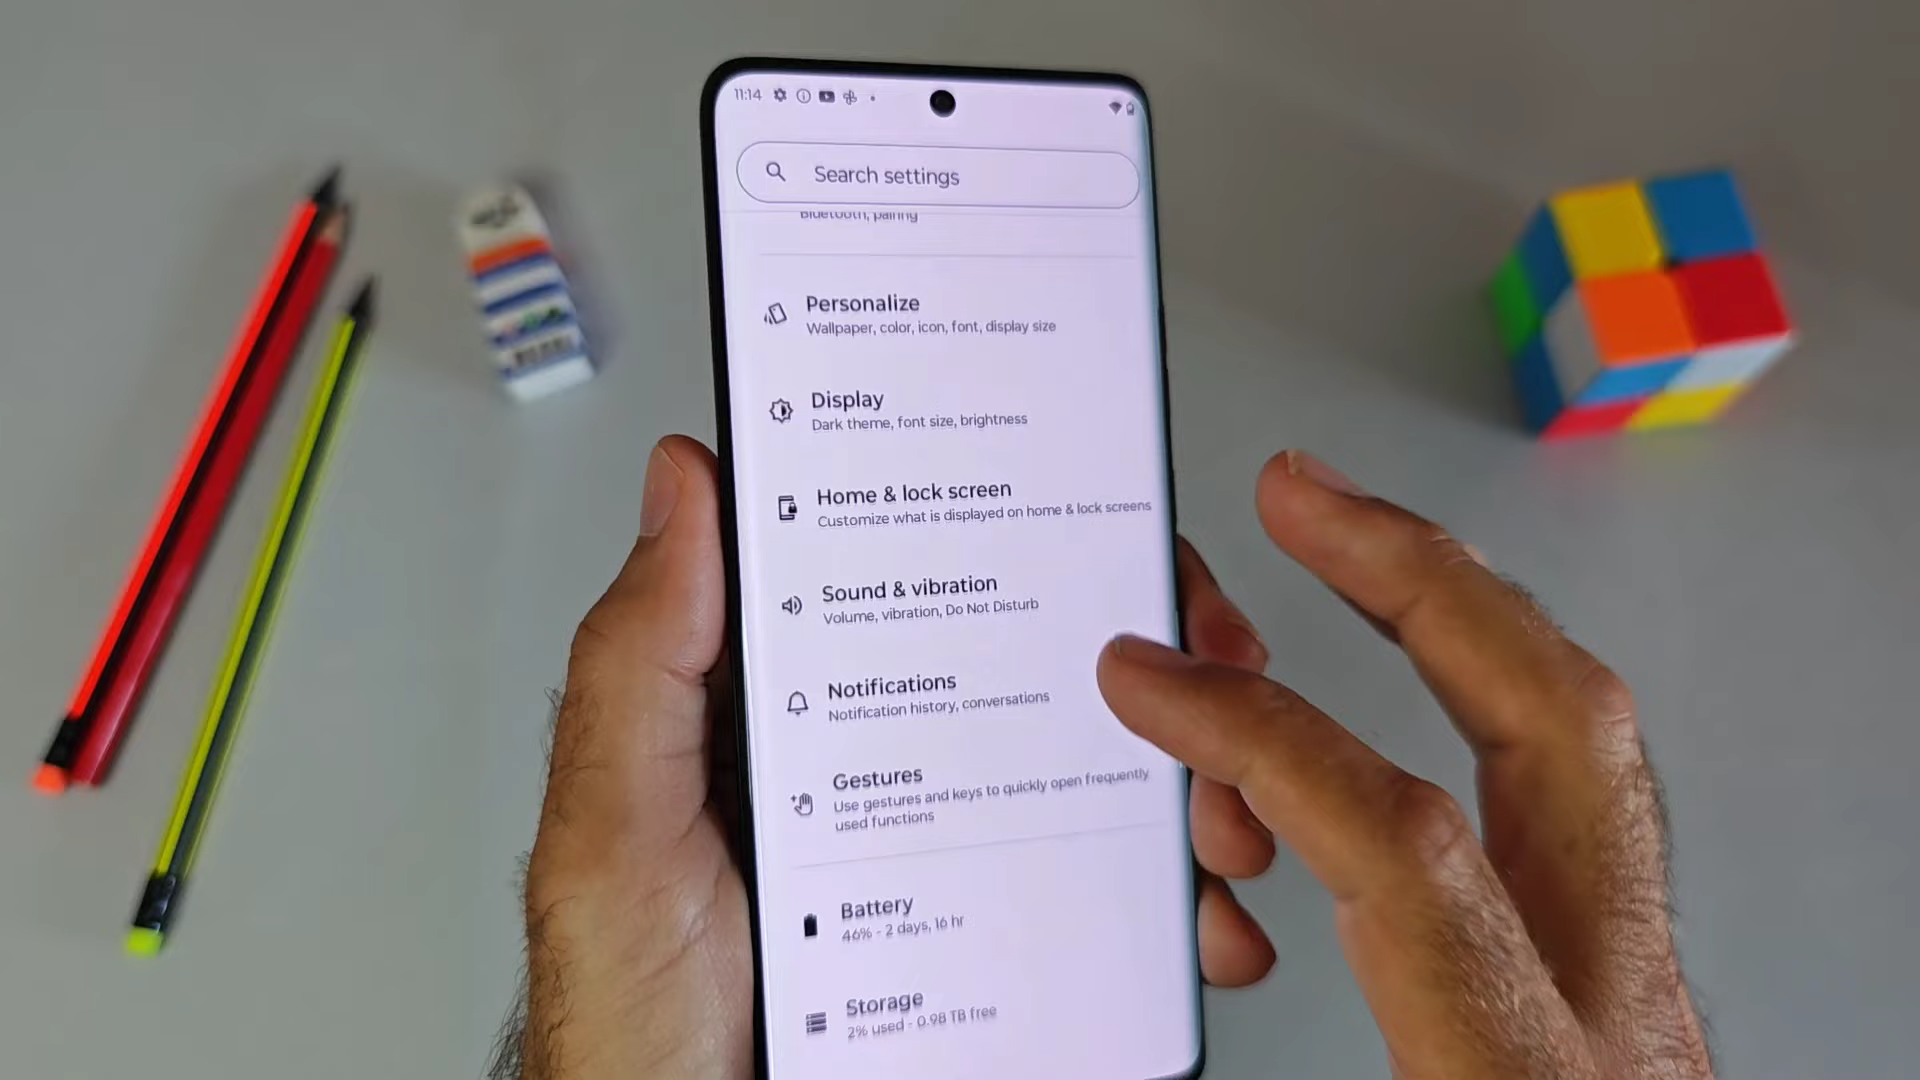 11:14
Search settings
Bluetooth, pairing
Personalize
Wallpaper, color, icon, font, display size
Display
Dark theme, font size, brightness
Home & lock screen
Customize what is displayed on home & lock screens
Sound & vibration
Volume, vibration, Do Not Disturb
Notifications
Notification history, conversations
Gestures
Use gestures and keys to quickly open frequently
used functions
Battery
46% - 2 days, 16 hr
Storage
2% used - 0.98 TB free